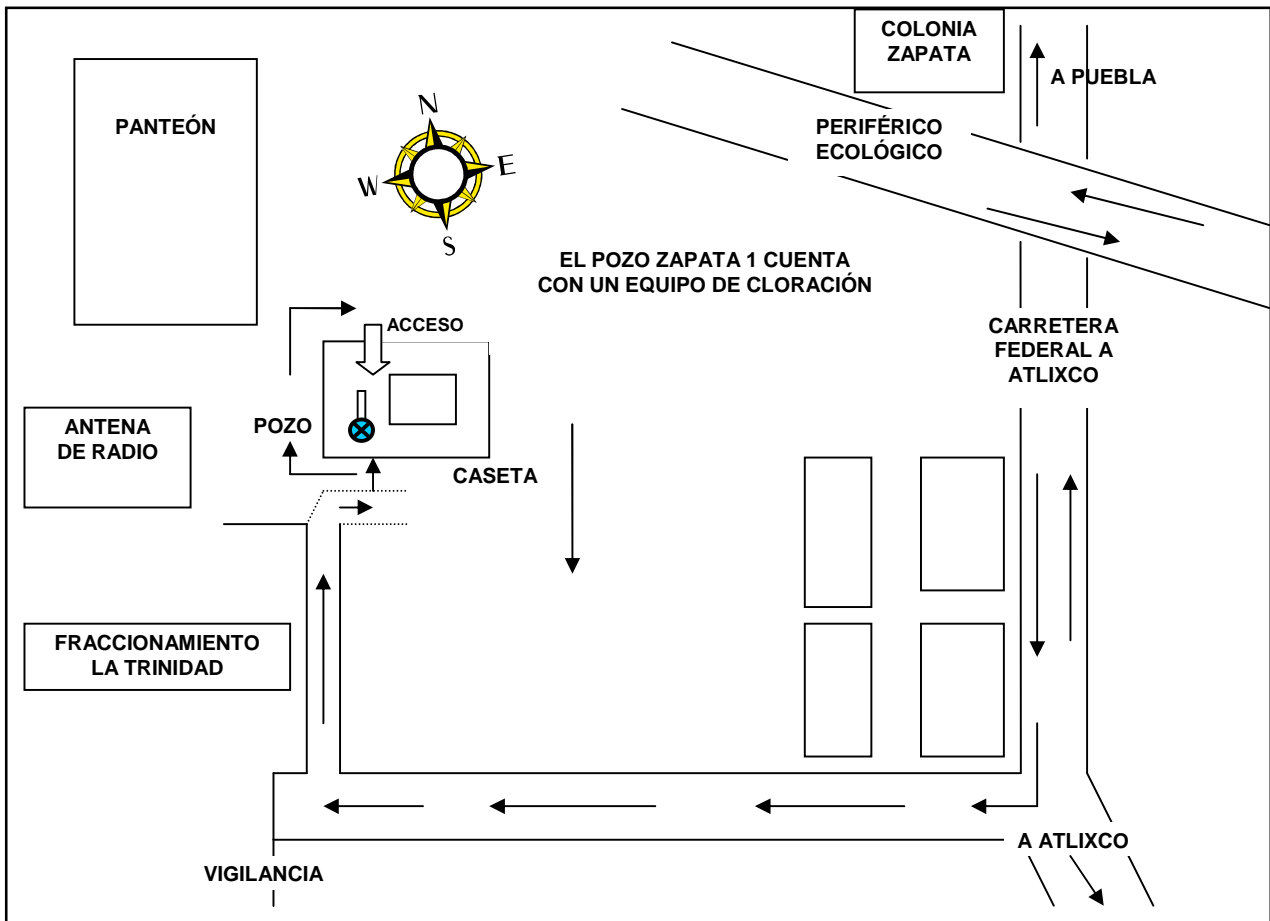 COLONIA
ZAPATA
A PUEBLA
PANTEÓN
PERIFÉRICO
ECOLÓGICO
N
W
E
S
EL POZO ZAPATA 1 CUENTA
CON UN EQUIPO DE CLORACIÓN
ACCESO
CARRETERA
FEDERAL A
ATLIXCO
ANTENA
DE RADIO
POZO
CASETA
FRACCIONAMIENTO
LA TRINIDAD
A ATLIXCO
VIGILANCIA